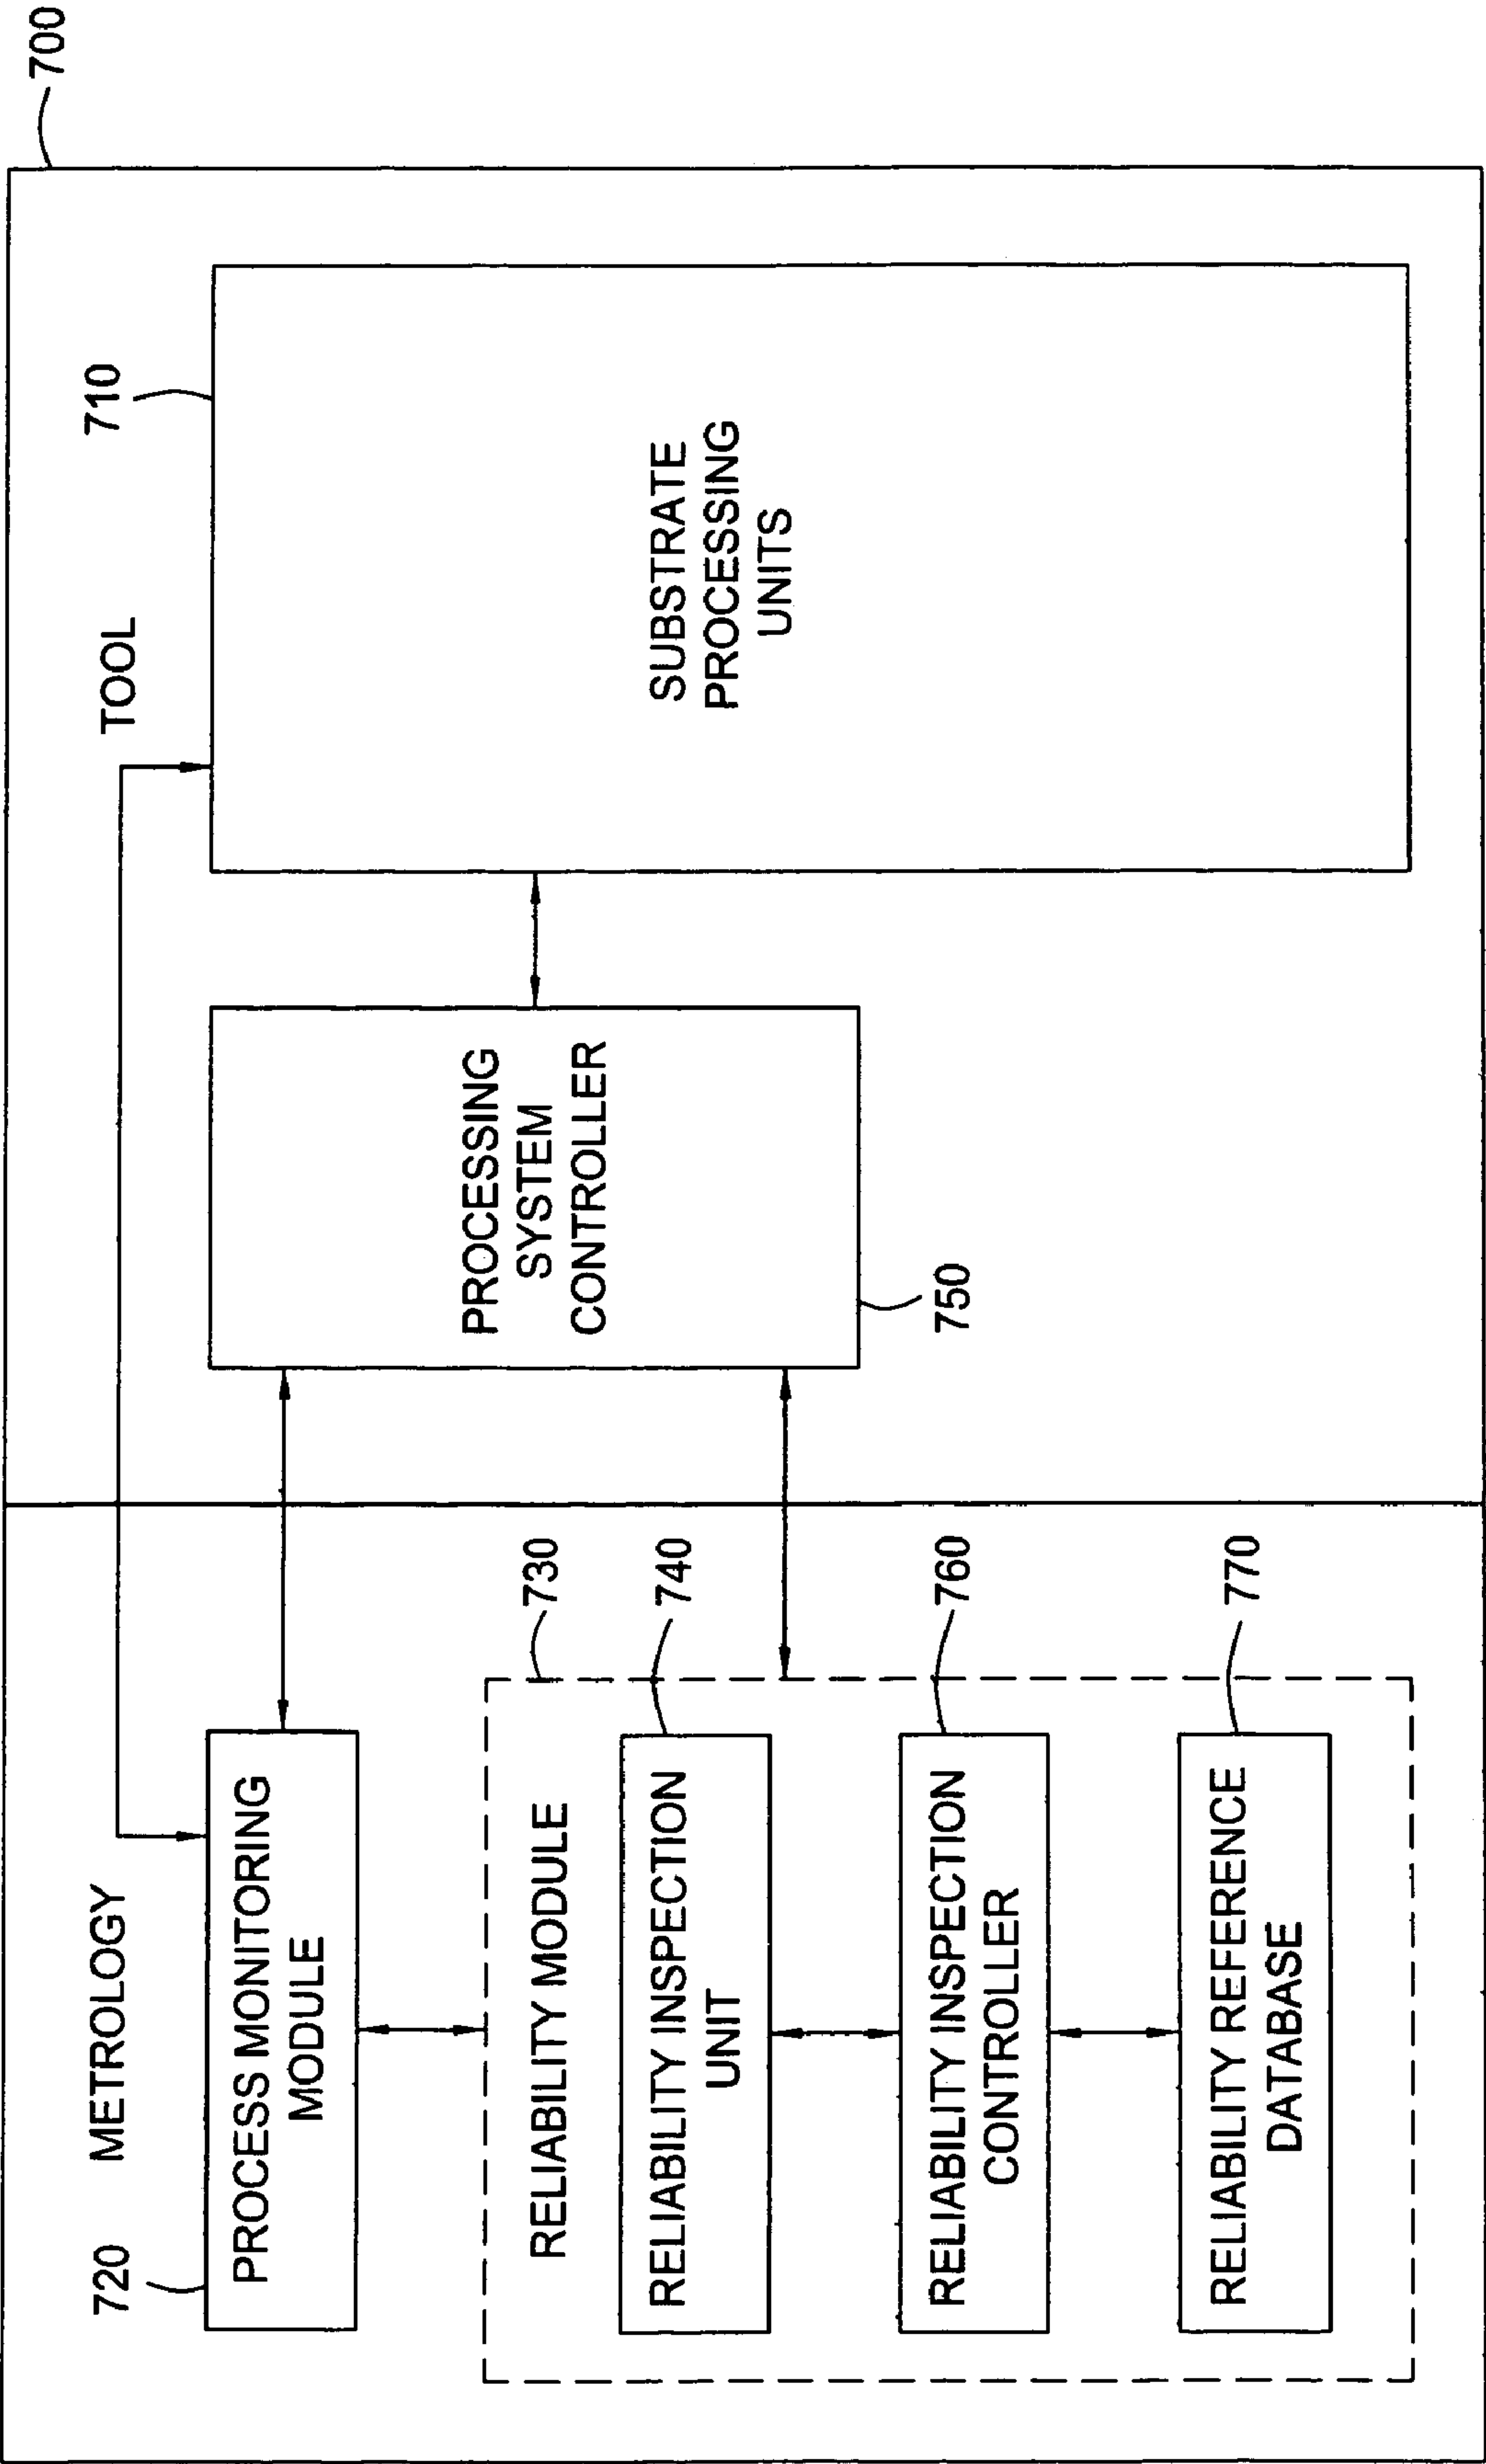 700
METROLOGY
TOOL
720
PROCESS MONITORING
MODULE
710
SUBSTRATE
PROCESSING
UNITS
PROCESSING
SYSTEM
CONTROLLER
750
730
RELIABILITY MODULE
740
RELIABILITY INSPECTION
UNIT
760
RELIABILITY INSPECTION
CONTROLLER
770
RELIABILITY REFERENCE
DATABASE